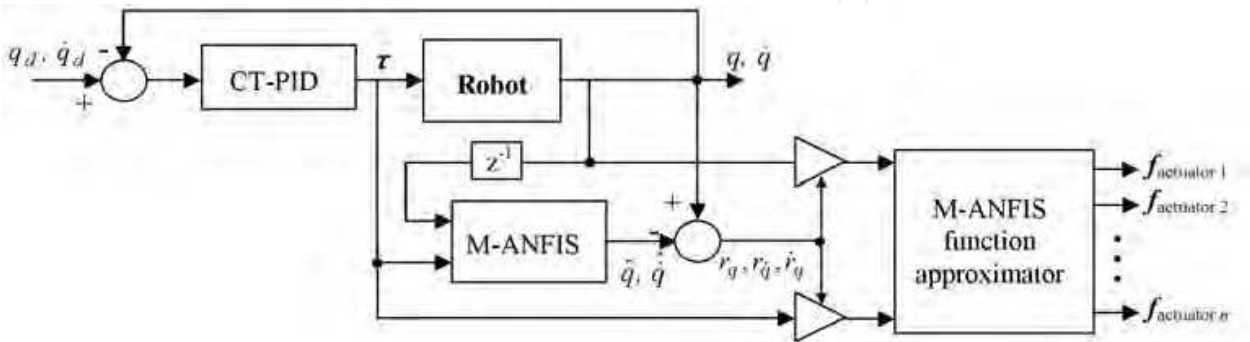 q_d, q̇_d
-
+
CT-PID
τ
Robot
q, q̇
z⁻¹
M-ANFIS
q̂, q̂̇
+
-
r_q, r_q̇, ṙ_q
M-ANFIS
function
approximator
f_actuator 1
f_actuator 2
f_actuator n